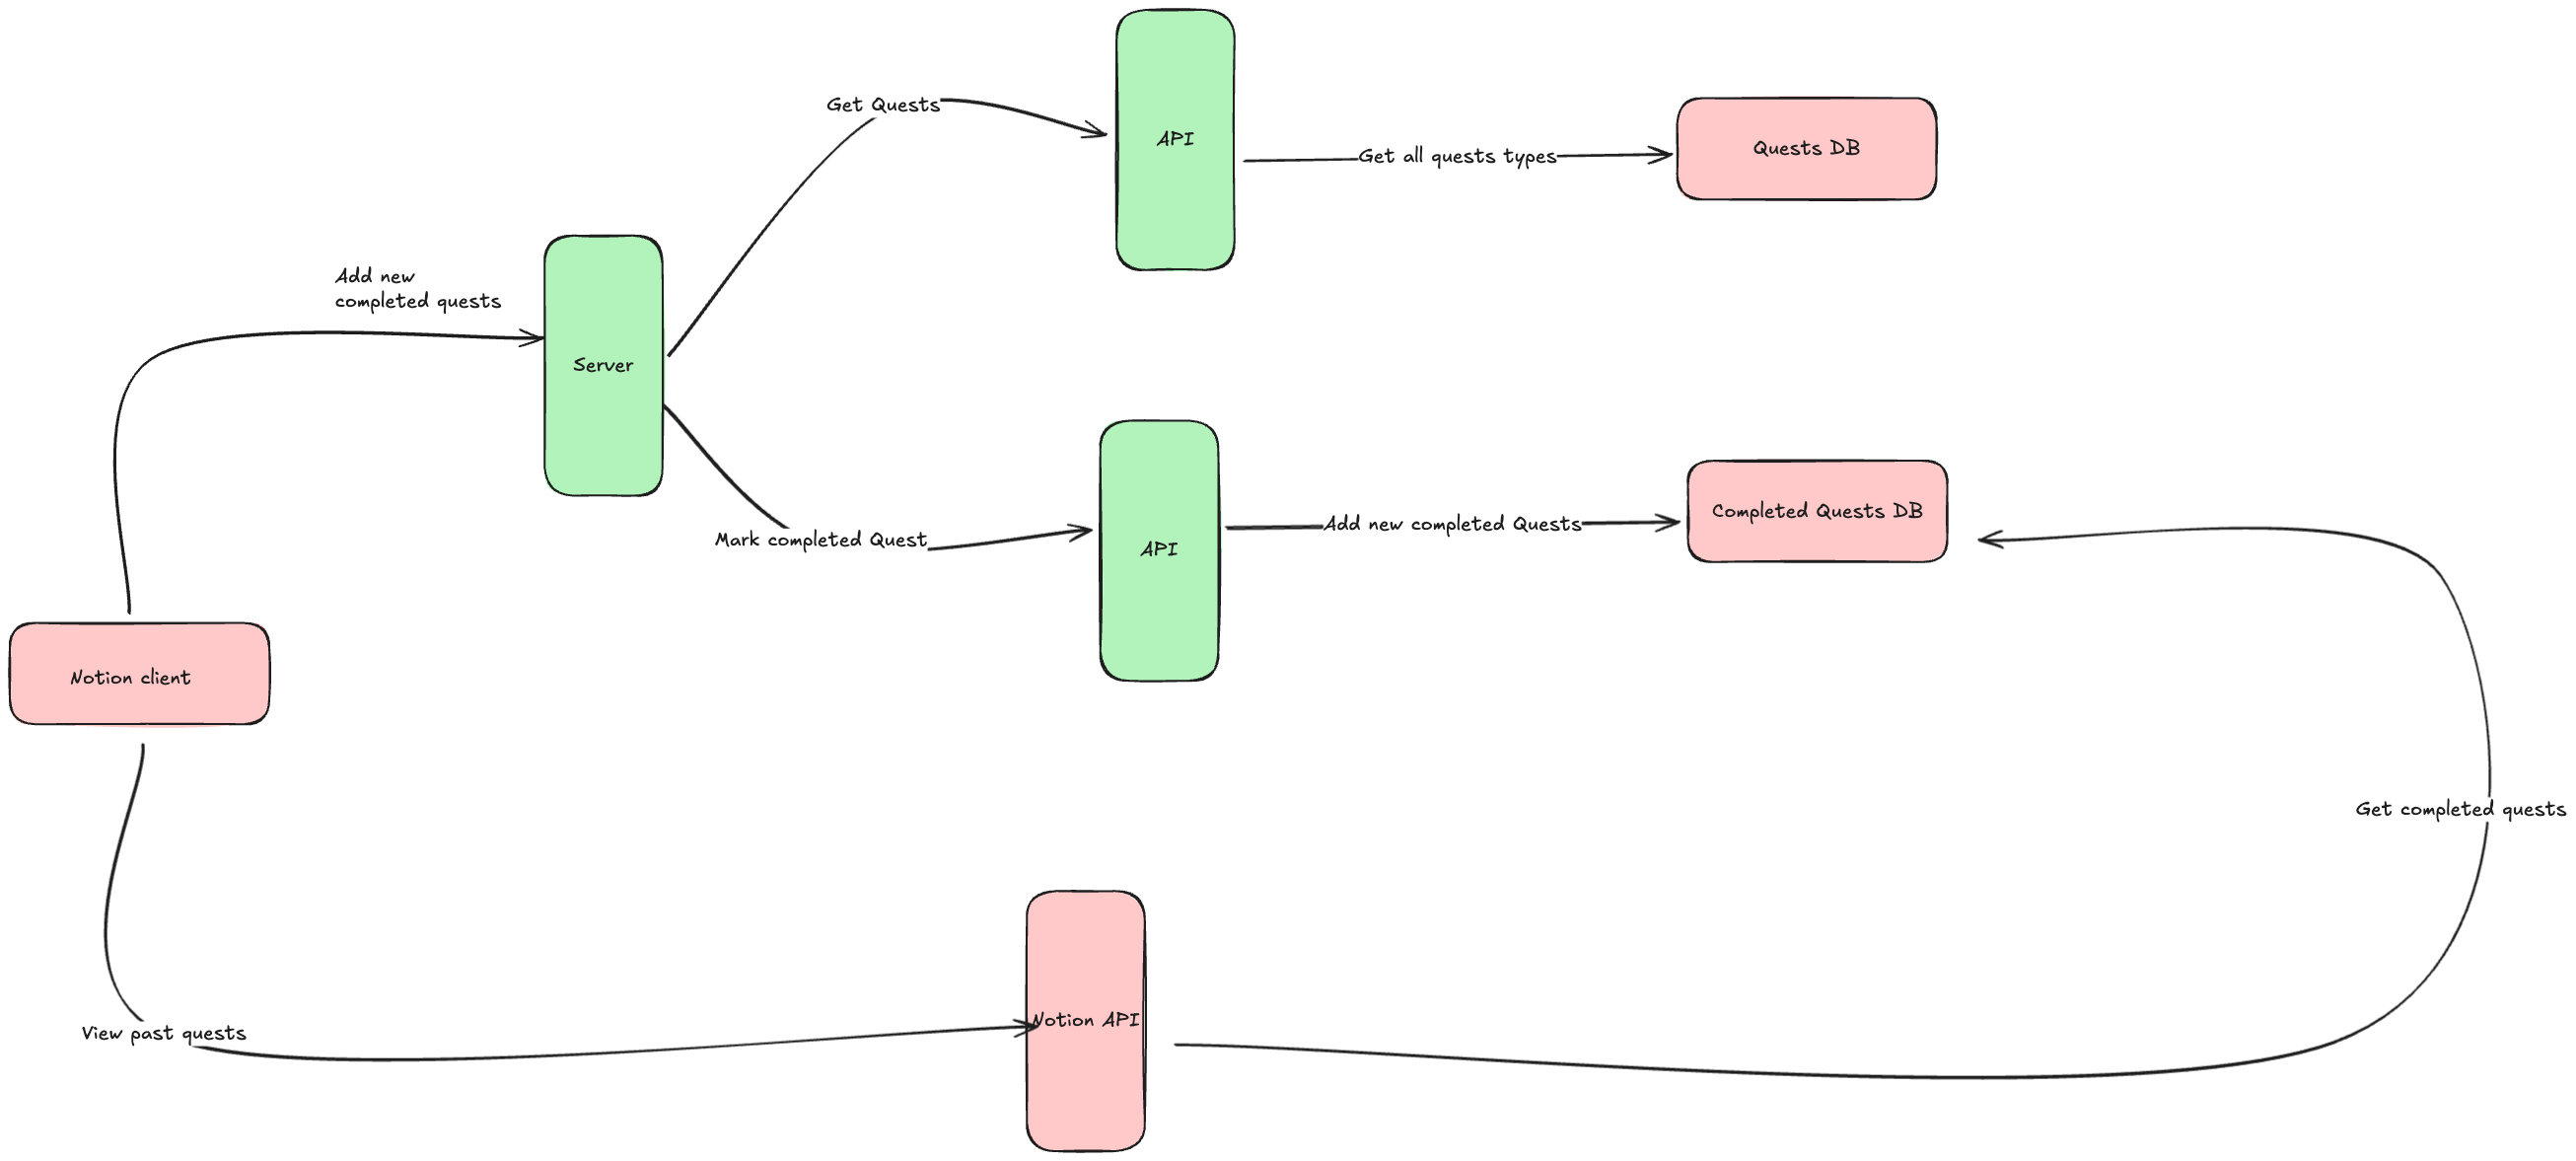 Get Quests
API
Get all quests types
Quests DB
Add new
completed quests
Server
Mark completed Quest
API
Add new completed Quests
Completed Quests DB
Notion client
Get completed quests
View past quests
Notion API